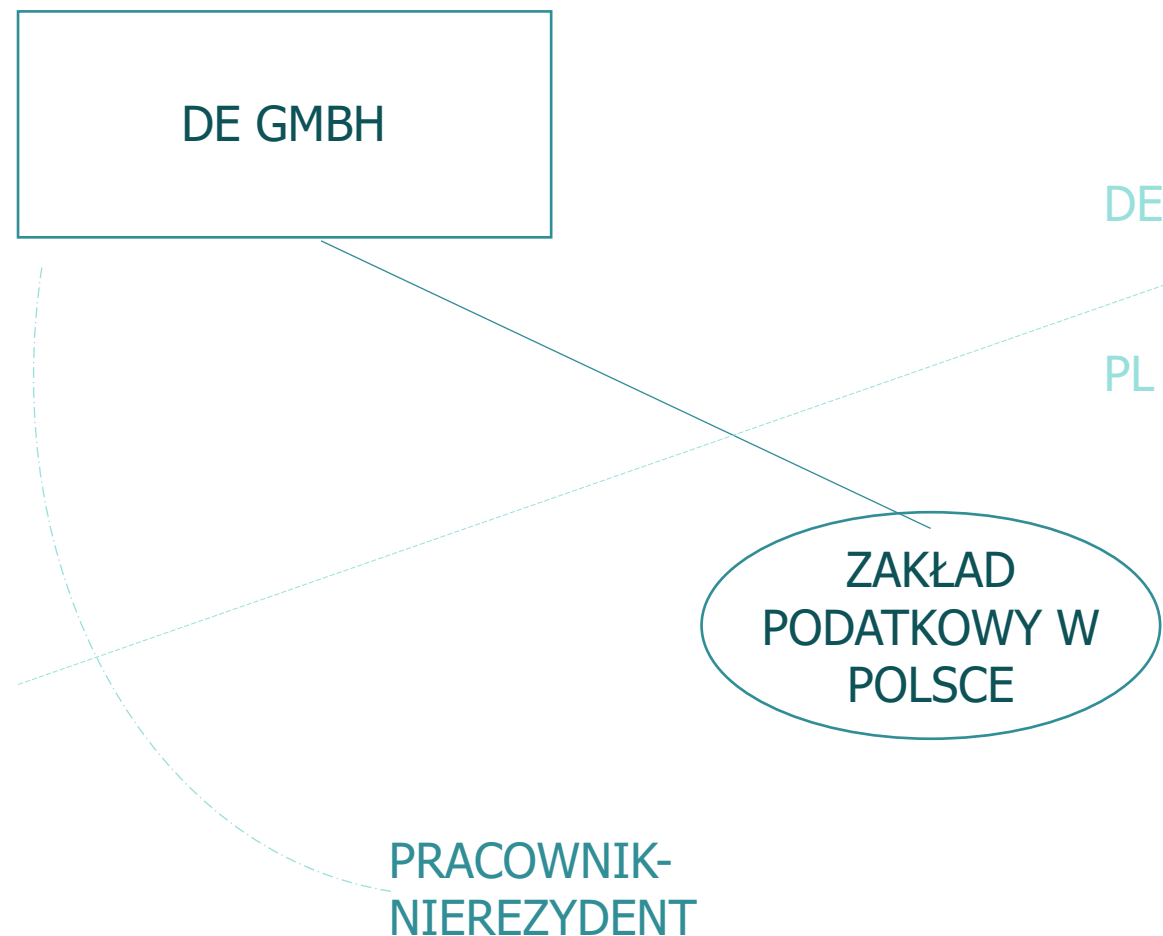 DE GMBH
DE
PL
ZAKŁAD
PODATKOWY W
POLSCE
PRACOWNIK-
NIEREZYDENT